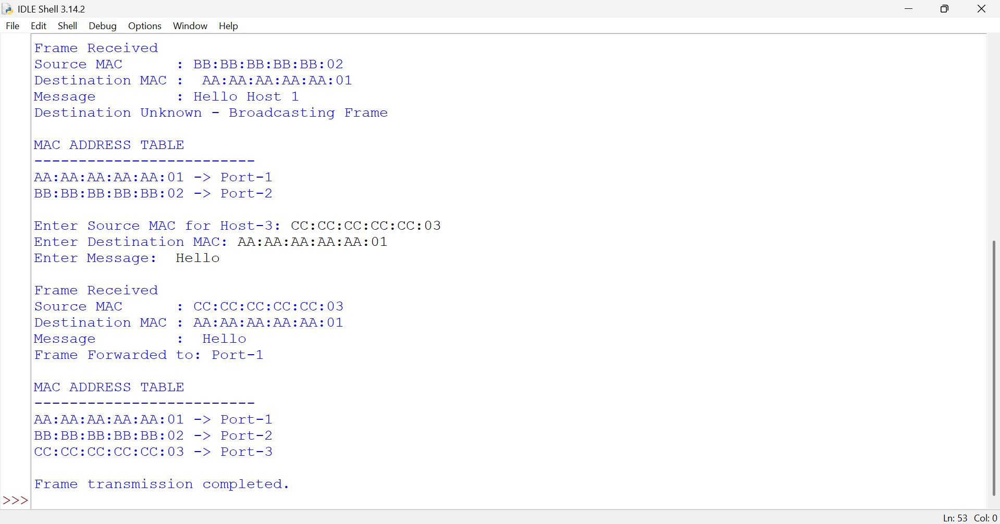 IDLE Shell 3.14.2
File Edit Shell Debug Options Window Help
Frame Received
Source MAC      : BB:BB:BB:BB:BB:02
Destination MAC :  AA:AA:AA:AA:AA:01
Message         : Hello Host 1
Destination Unknown - Broadcasting Frame
MAC ADDRESS TABLE
-------------------------
AA:AA:AA:AA:AA:01 -> Port-1
BB:BB:BB:BB:BB:02 -> Port-2
Enter Source MAC for Host-3: CC:CC:CC:CC:CC:03
Enter Destination MAC: AA:AA:AA:AA:AA:01
Enter Message:  Hello
Frame Received
Source MAC      : CC:CC:CC:CC:CC:03
Destination MAC : AA:AA:AA:AA:AA:01
Message         :  Hello
Frame Forwarded to: Port-1
MAC ADDRESS TABLE
-------------------------
AA:AA:AA:AA:AA:01 -> Port-1
BB:BB:BB:BB:BB:02 -> Port-2
CC:CC:CC:CC:CC:03 -> Port-3
Frame transmission completed.
>>>
Ln: 53 Col: 0